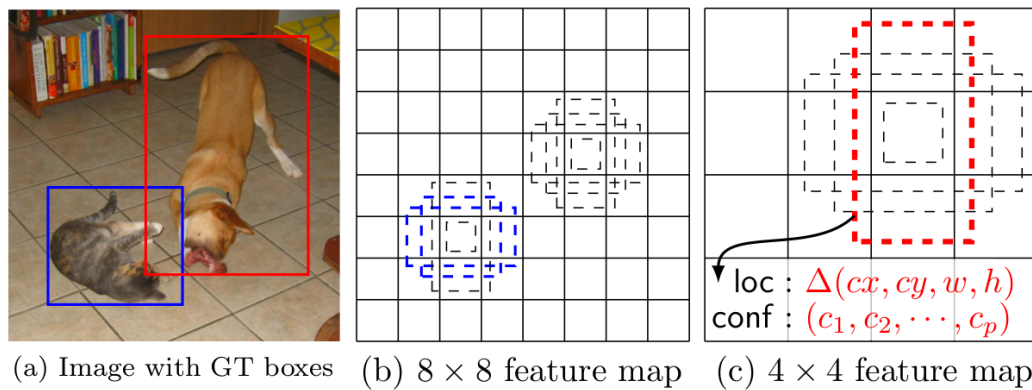 loc : Δ(cx, cy, w, h)
conf : (c₁, c₂, ⋯, cₚ)
(a) Image with GT boxes
(b) 8 × 8 feature map
(c) 4 × 4 feature map